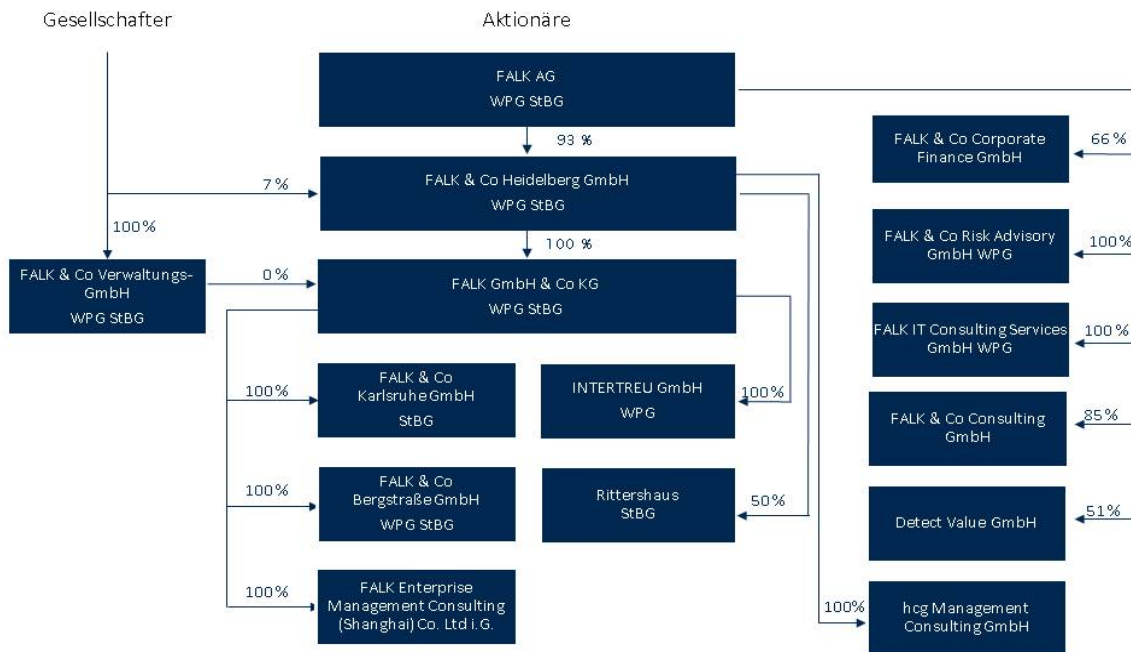 Gesellschafter
Aktionäre
FALK AG
WPG StBG
93 %
FALK & Co Heidelberg GmbH
WPG StBG
7%
100%
100 %
FALK & Co Verwaltungs-
GmbH
WPG StBG
0%
FALK GmbH & Co KG
WPG StBG
100%
FALK & Co
Karlsruhe GmbH
StBG
INTERTREU GmbH
WPG
100%
100%
FALK & Co
Bergstraße GmbH
WPG StBG
Rittershaus
StBG
50%
100%
FALK Enterprise
Management Consulting
(Shanghai) Co. Ltd i.G.
FALK & Co Corporate
Finance GmbH
66%
FALK & Co Risk Advisory
GmbH WPG
100%
FALK IT Consulting Services
GmbH WPG
100%
FALK & Co Consulting
GmbH
85%
Detect Value GmbH
51%
100%
hcg Management
Consulting GmbH